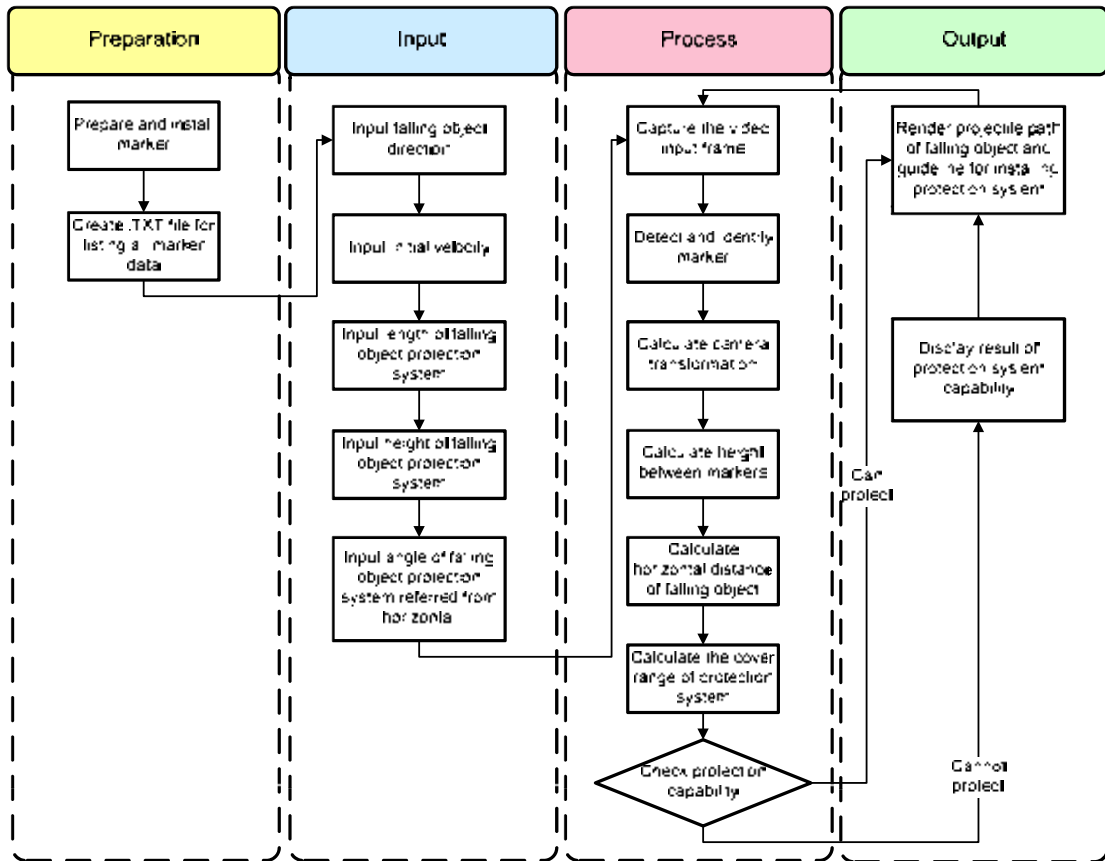 Preparation
Input
Process
Output
Prepare and instal
marker
Create .TXT file for
listing all marker
data
Input falling object
direction
Input initial velocity
Input length of falling
object protection
system
Input height of falling
object protection
system
Input angle of falling
object protection
system referred from
horizontal
Capture the video
input frame
Detect and identify
marker
Calculate camera
transformation
Calculate height
between markers
Calculate
horizontal distance
of falling object
Calculate the cover
range of protection
system
Check protection
capability
Render projectile path
of falling object and
guideline for installing
protection system
Display result of
protection system
capability
Can
protect
Cannot
protect